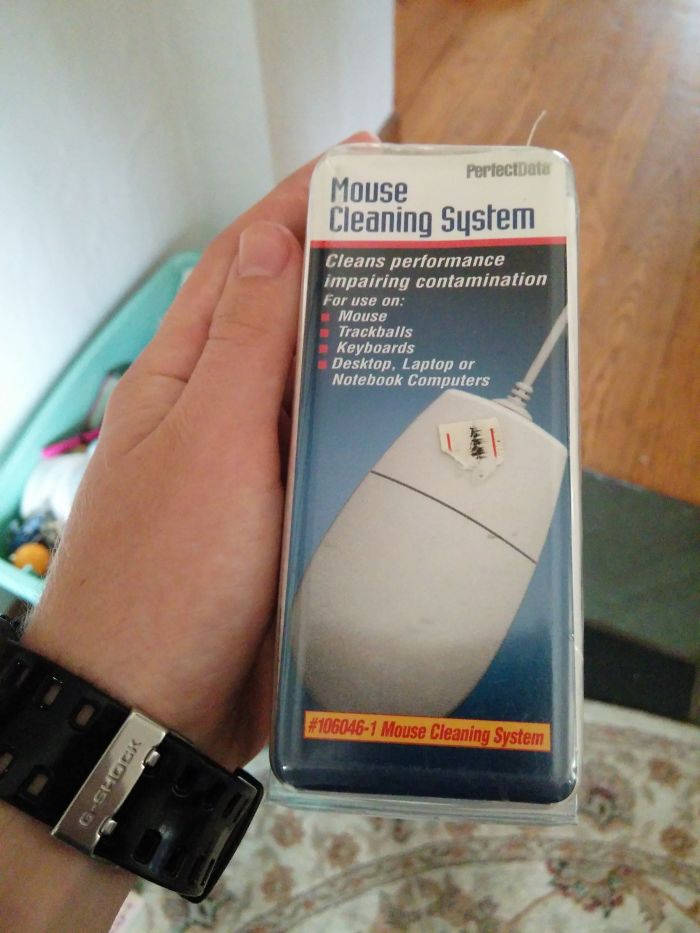 PerfectData
Mouse
Cleaning System
Cleans performance
impairing contamination
For use on:
Mouse
Trackballs
Keyboards
Desktop, Laptop or
Notebook Computers
#106046-1 Mouse Cleaning System
G-SHOCK